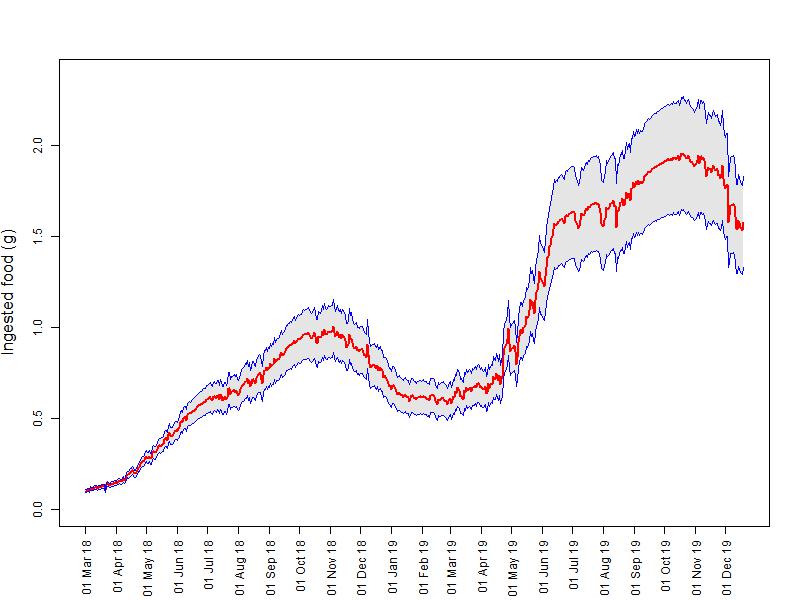 Ingested food (g)
2.0
1.5
1.0
0.5
0.0
01 Mar 18
01 Apr 18
01 May 18
01 Jun 18
01 Jul 18
01 Aug 18
01 Sep 18
01 Oct 18
01 Nov 18
01 Dec 18
01 Jan 19
01 Feb 19
01 Mar 19
01 Apr 19
01 May 19
01 Jun 19
01 Jul 19
01 Aug 19
01 Sep 19
01 Oct 19
01 Nov 19
01 Dec 19